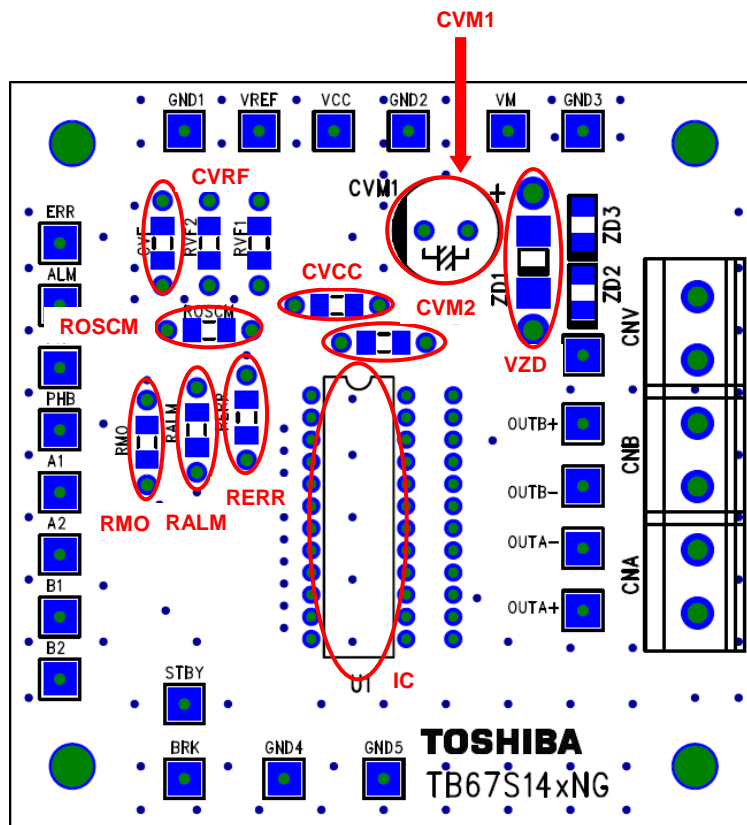 CVM1
GND1 VREF VCC GND2 VM GND3
CVRF
CVM1 +
ERR
RVF2
RVF1
ZD3
ALM
CVCC
CVM2
ZD1
ZD2
ROSCM
ROSCM
VZD
CNV
PHB
RMO
RALM
RERR
OUTB+
CNB
A1
RMO
RALM
RERR
OUTB-
A2
OUTA-
CNA
B1
OUTA+
B2
STBY
U1
IC
BRK GND4 GND5
TOSHIBA
TB67S14xNG